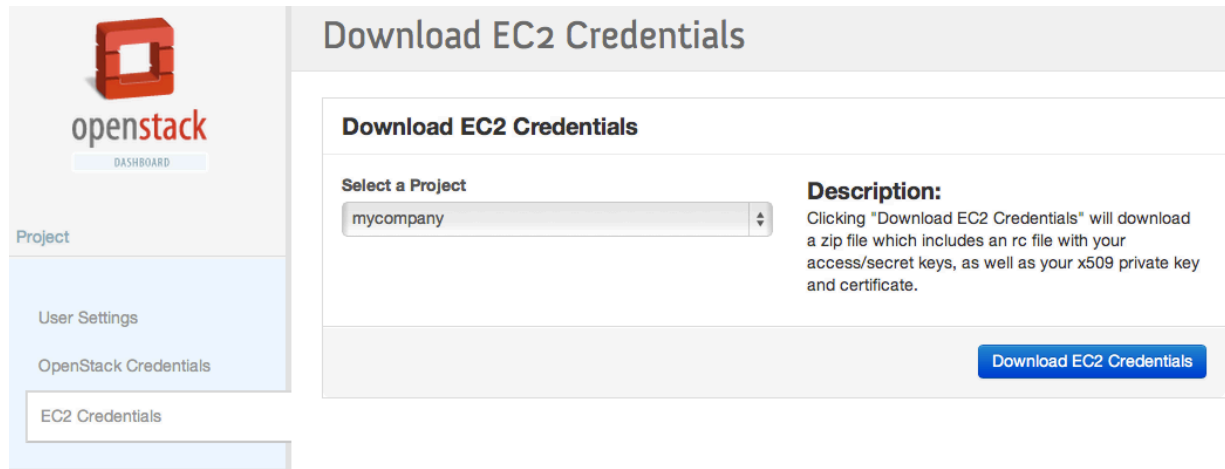 openstack
DASHBOARD
Project
User Settings
OpenStack Credentials
EC2 Credentials
Download EC2 Credentials
Download EC2 Credentials
Select a Project
mycompany
Description:
Clicking "Download EC2 Credentials" will download
a zip file which includes an rc file with your
access/secret keys, as well as your x509 private key
and certificate.
Download EC2 Credentials